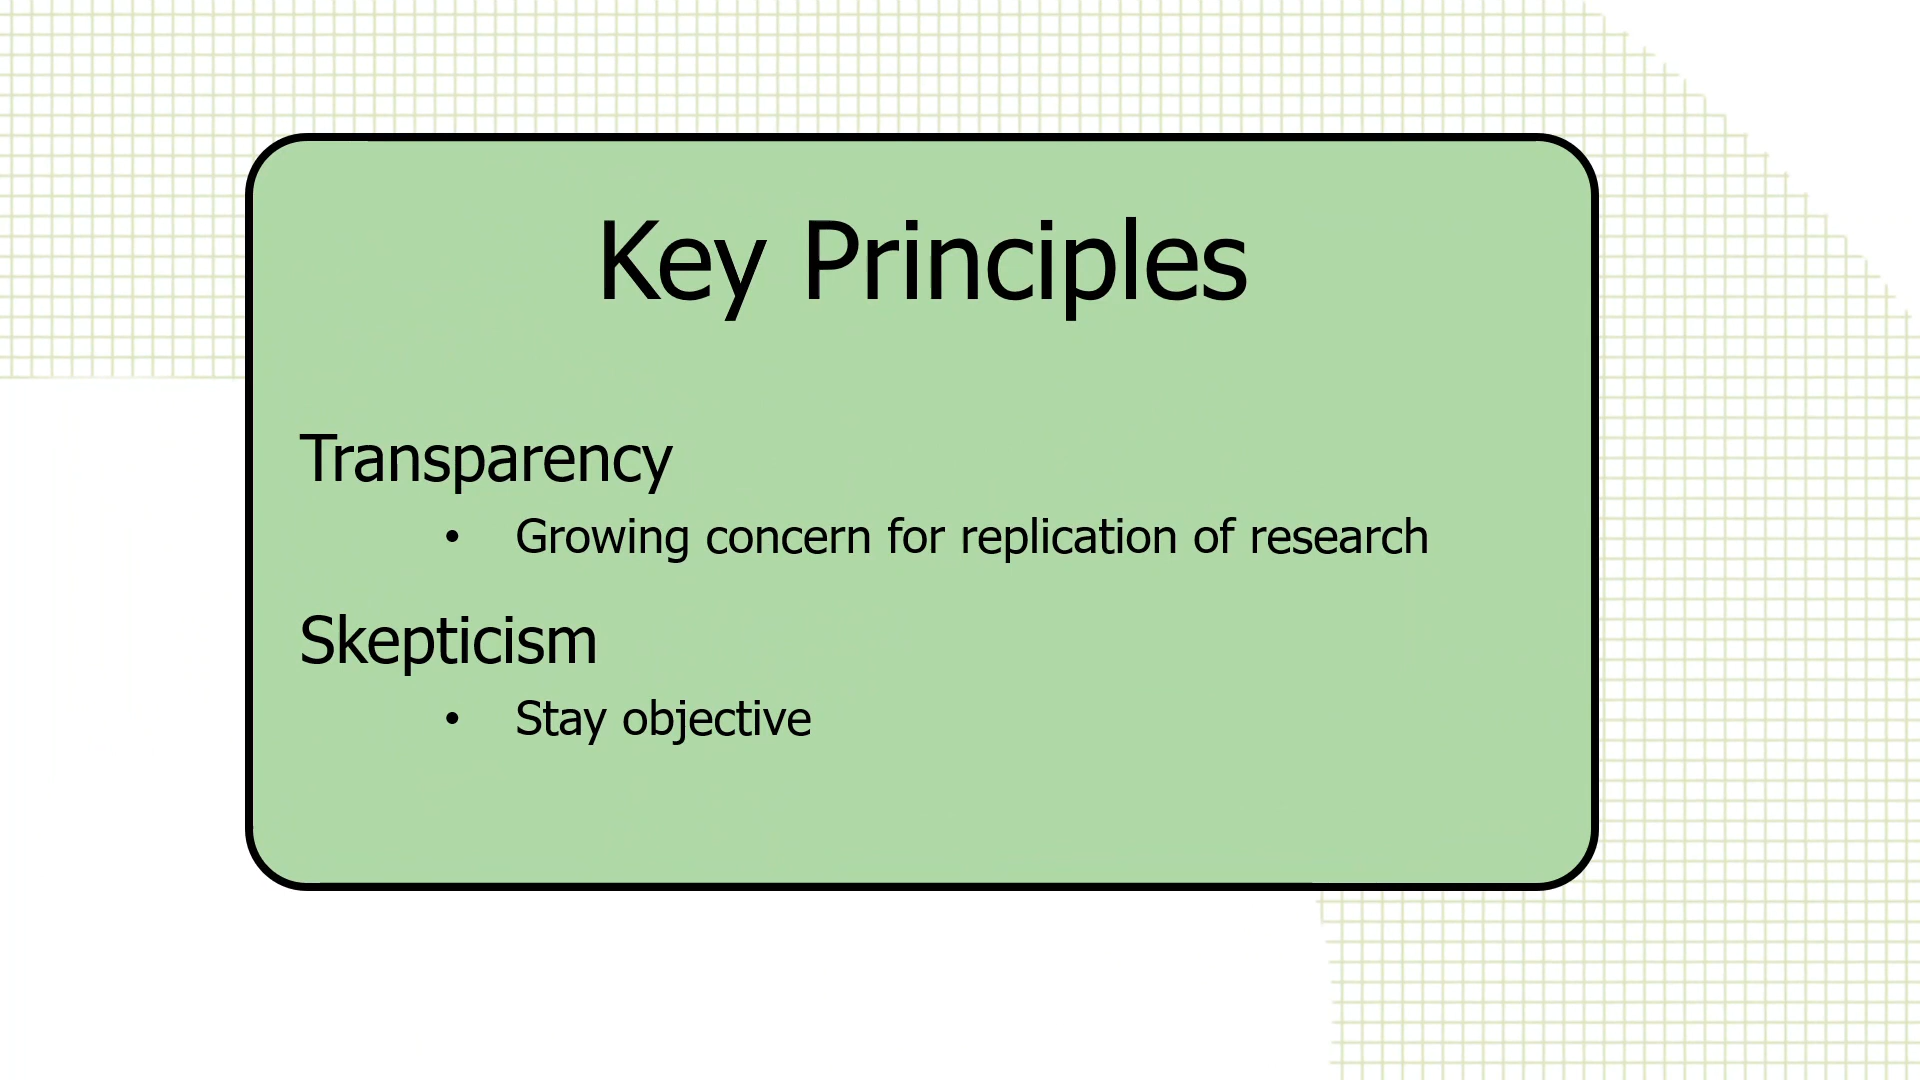 Key Principles
Transparency
• Growing concern for replication of research
Skepticism
• Stay objective